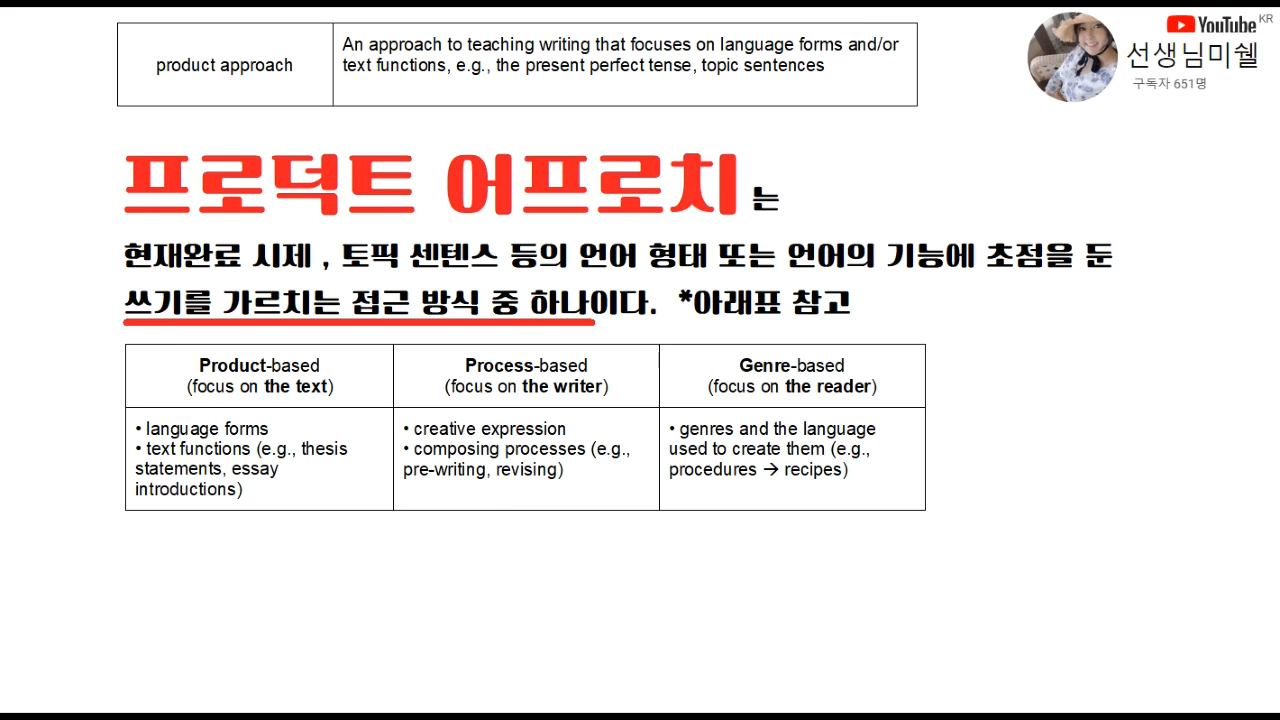 product approach
An approach to teaching writing that focuses on language forms and/or
text functions, e.g., the present perfect tense, topic sentences
YouTube KR
선생님미쉘
구독자 651명
프로덕트 어프로치는
현재완료 시제 , 토픽 센텐스 등의 언어 형태 또는 언어의 기능에 초점을 둔
쓰기를 가르치는 접근 방식 중 하나이다. *아래표 참고
Product-based
(focus on the text)
Process-based
(focus on the writer)
Genre-based
(focus on the reader)
• language forms
• text functions (e.g., thesis
statements, essay
introductions)
• creative expression
• composing processes (e.g.,
pre-writing, revising)
• genres and the language
used to create them (e.g.,
procedures → recipes)